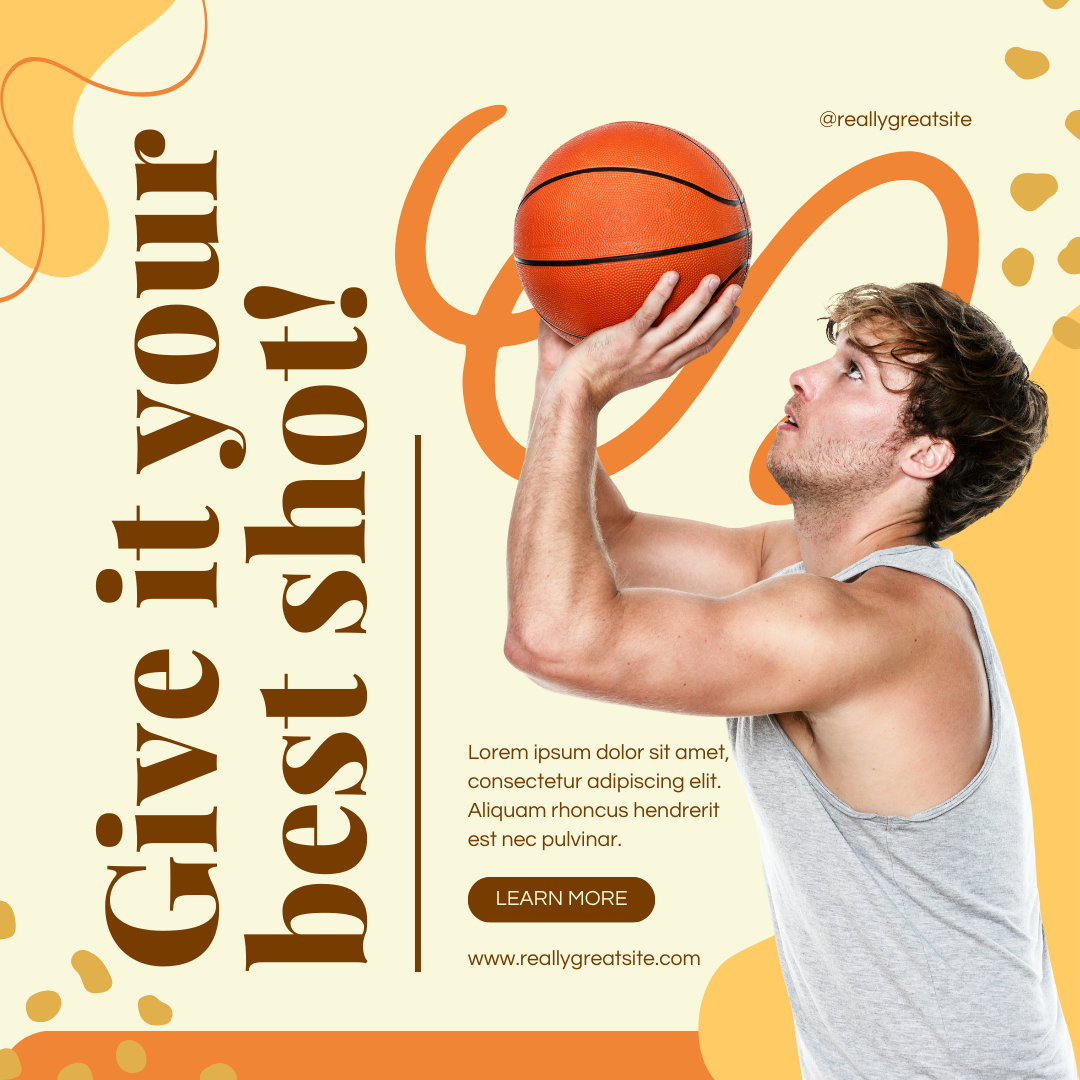 Give it your
best shot!
@reallygreatsite
Lorem ipsum dolor sit amet,
consectetur adipiscing elit.
Aliquam rhoncus hendrerit
est nec pulvinar.
LEARN MORE
www.reallygreatsite.com